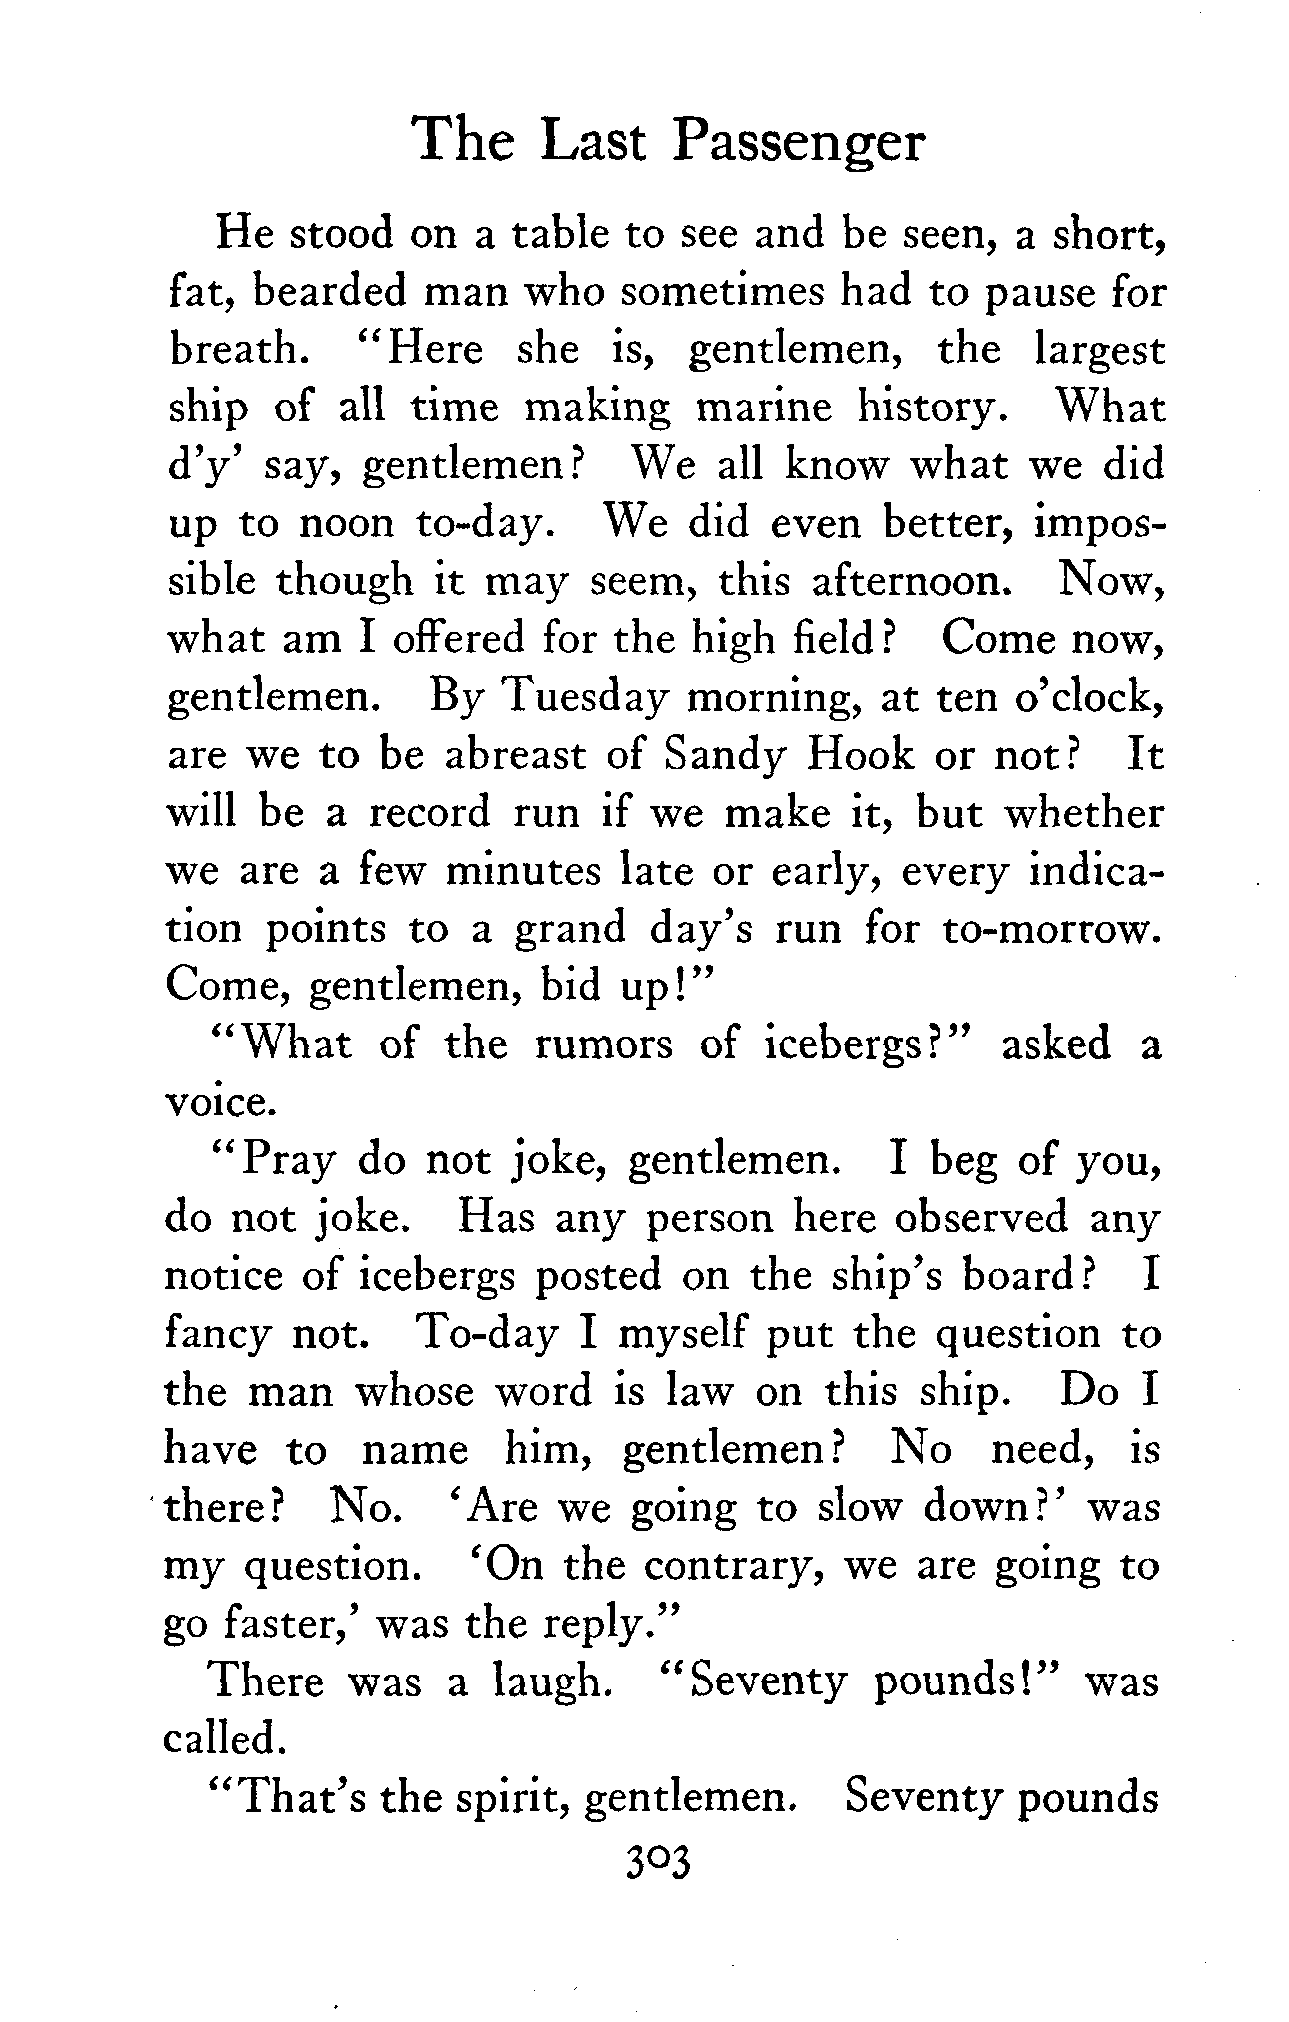 The Last Passenger
He stood on a table to see and be seen, a short,
fat, bearded man who sometimes had to pause for
breath. "Here she is, gentlemen, the largest
ship of all time making marine history. What
d'y' say, gentlemen? We all know what we did
up to noon to-day. We did even better, impos-
sible though it may seem, this afternoon. Now,
what am I offered for the high field? Come now,
gentlemen. By Tuesday morning, at ten o'clock,
are we to be abreast of Sandy Hook or not? It
will be a record run if we make it, but whether
we are a few minutes late or early, every indica-
tion points to a grand day's run for to-morrow.
Come, gentlemen, bid up!"
"What of the rumors of icebergs?" asked a
voice.
"Pray do not joke, gentlemen. I beg of you,
do not joke. Has any person here observed any
notice of icebergs posted on the ship's board? I
fancy not. To-day I myself put the question to
the man whose word is law on this ship. Do I
have to name him, gentlemen? No need, is
there? No. 'Are we going to slow down?' was
my question. 'On the contrary, we are going to
go faster,' was the reply."
There was a laugh. "Seventy pounds!" was
called.
"That's the spirit, gentlemen. Seventy pounds
303